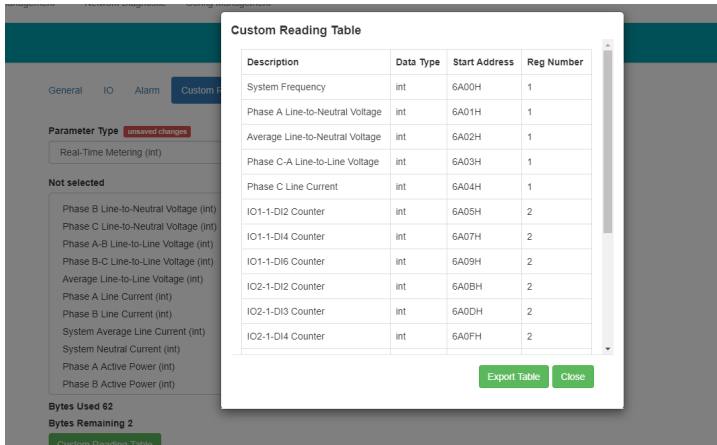 Network Diagnostic
Custom Reading Table
Description Data Type Start Address Reg Number
System Frequency int 6A00H 1
Phase A Line-to-Neutral Voltage int 6A01H 1
Average Line-to-Neutral Voltage int 6A02H 1
Phase C-A Line-to-Line Voltage int 6A03H 1
Phase C Line Current int 6A04H 1
IO1-1-DI2 Counter int 6A05H 2
IO1-1-DI4 Counter int 6A07H 2
IO1-1-DI6 Counter int 6A09H 2
IO2-1-DI2 Counter int 6A0BH 2
IO2-1-DI3 Counter int 6A0DH 2
IO2-1-DI4 Counter int 6A0FH 2
Export Table Close
General IO Alarm Custom R
Parameter Type unsaved changes
Real-Time Metering (int)
Not selected
Phase B Line-to-Neutral Voltage (int)
Phase C Line-to-Neutral Voltage (int)
Phase A-B Line-to-Line Voltage (int)
Phase B-C Line-to-Line Voltage (int)
Average Line-to-Line Voltage (int)
Phase A Line Current (int)
Phase B Line Current (int)
System Average Line Current (int)
System Neutral Current (int)
Phase A Active Power (int)
Phase B Active Power (int)
Bytes Used 62
Bytes Remaining 2
Custom Reading Table